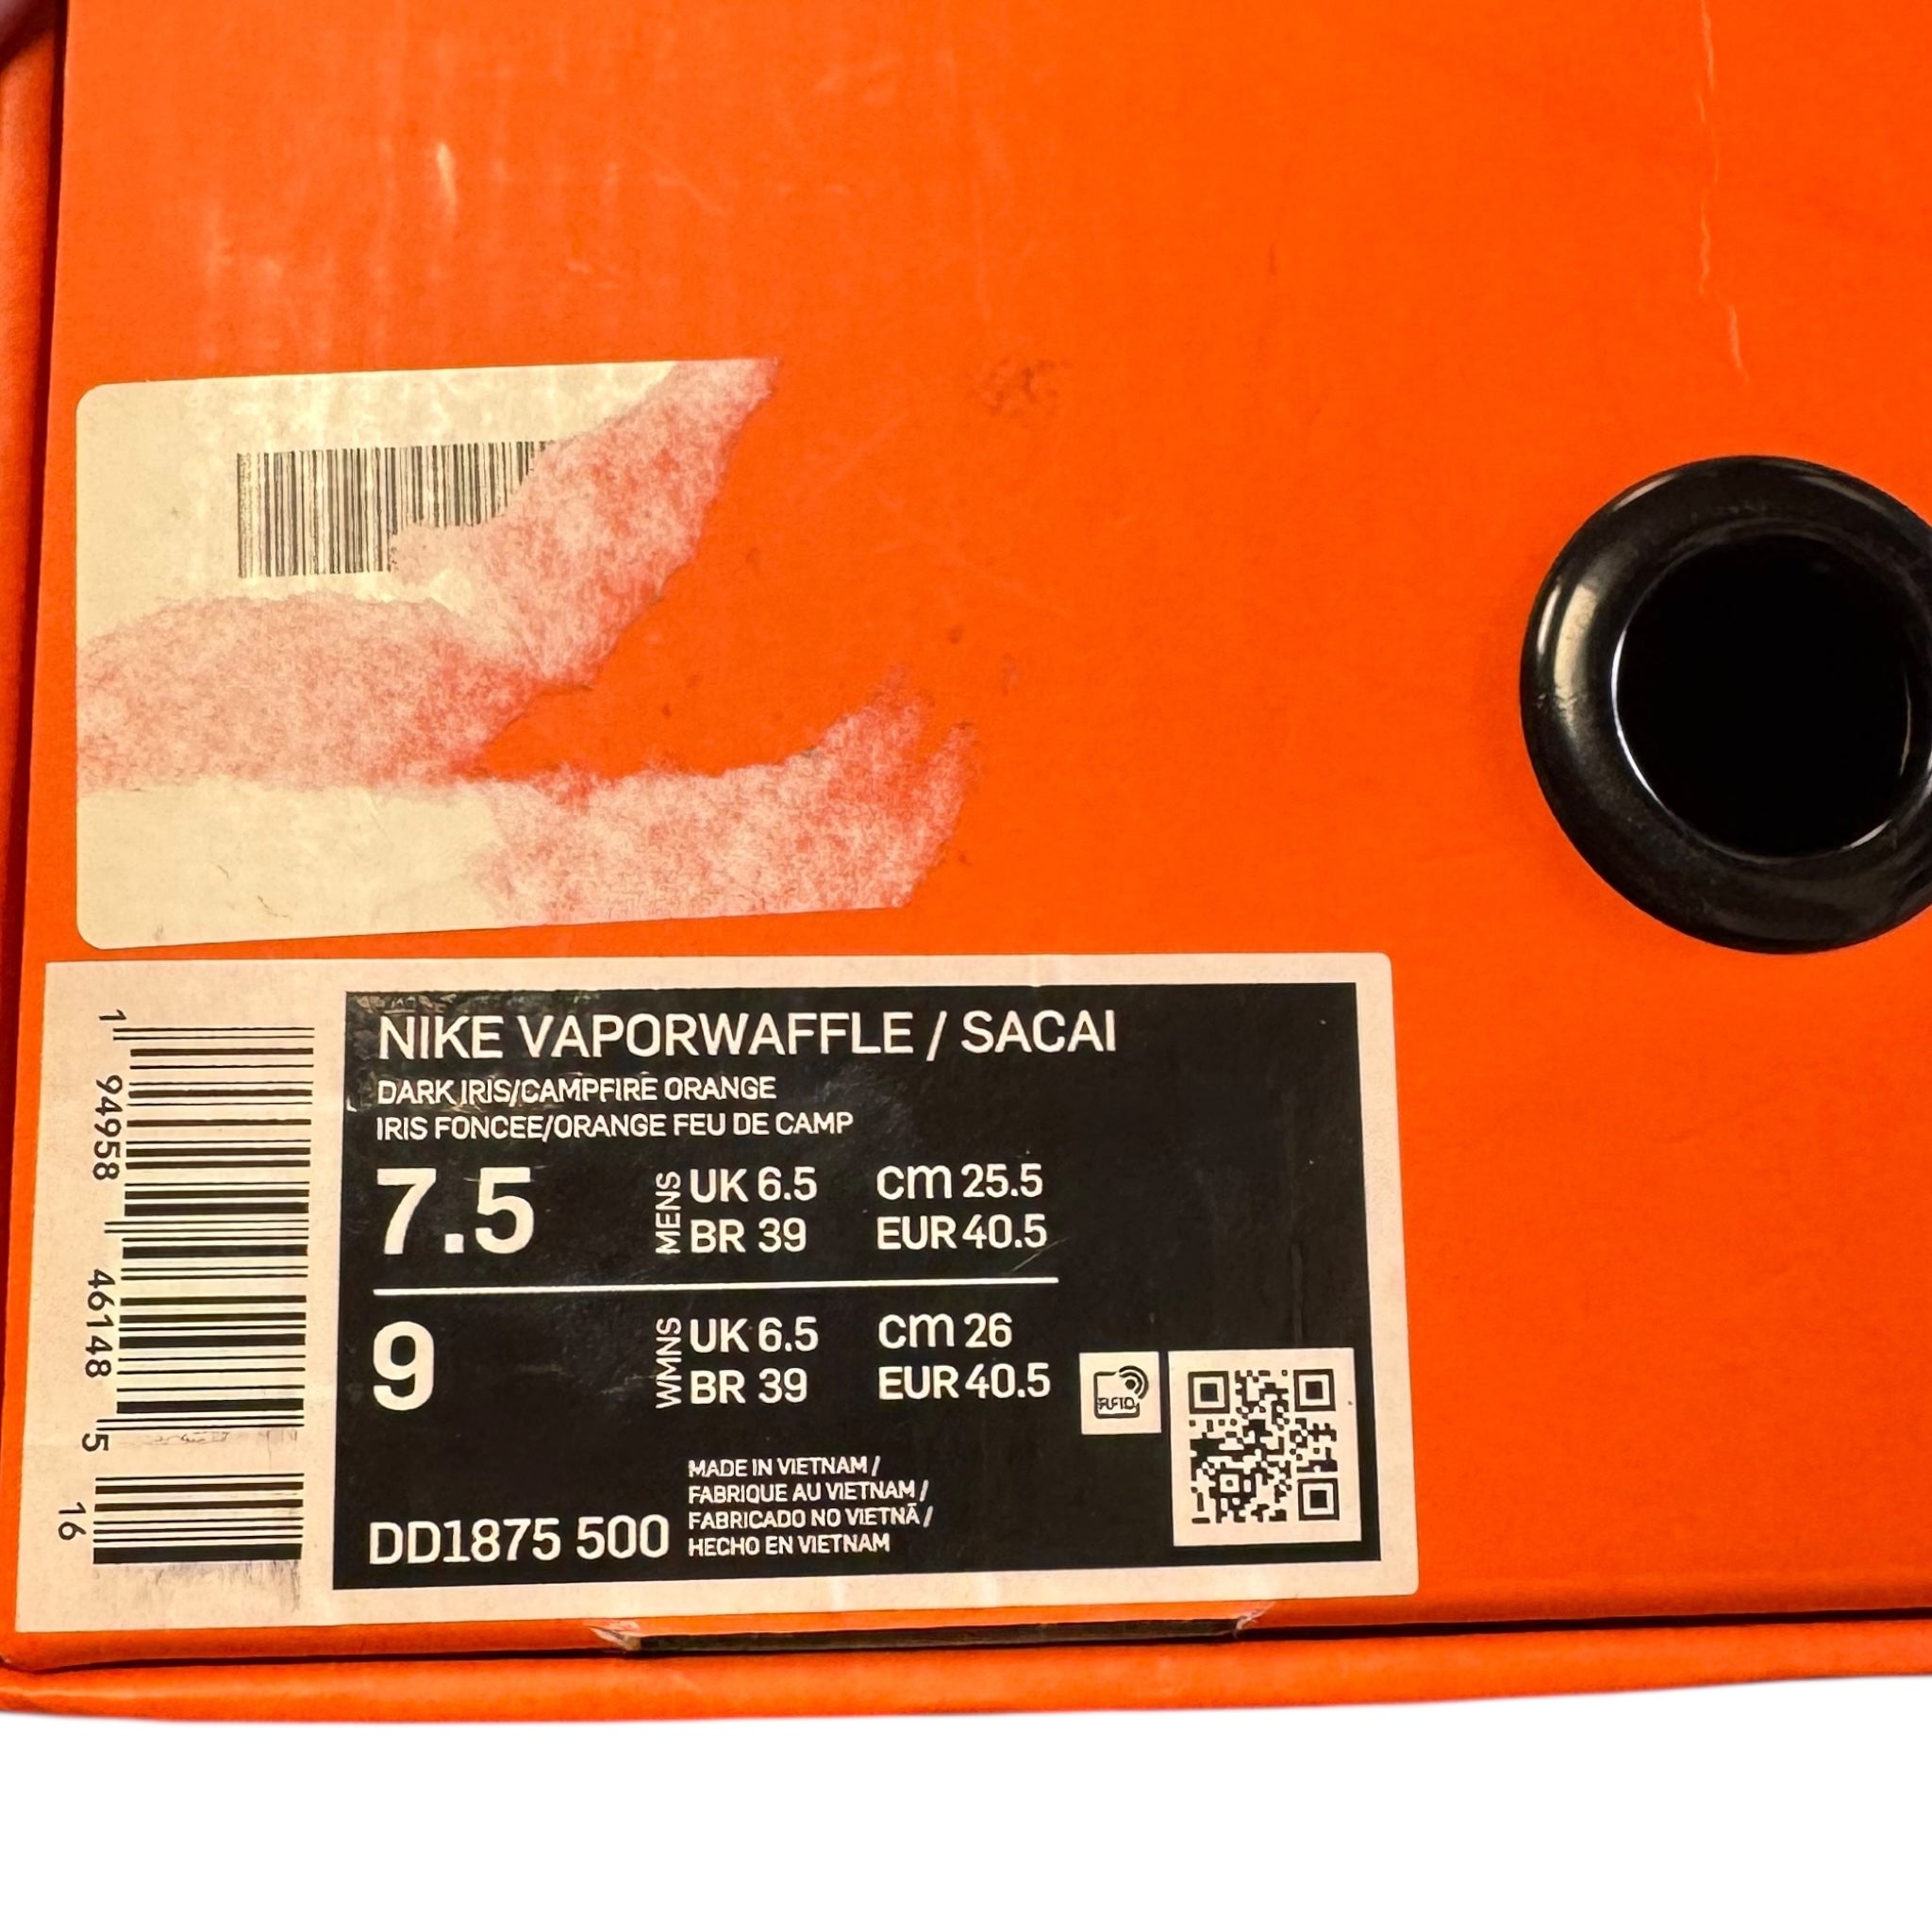 NIKE VAPORWAFFLE / SACAI
DARK IRIS/CAMPFIRE ORANGE
IRIS FONCEE/ORANGE FEU DE CAMP
7.5 MENS UK 6.5 cm 25.5
BR 39 EUR 40.5
9 WMNS UK 6.5 cm 26
BR 39 EUR 40.5
RFID
MADE IN VIETNAM /
FABRIQUE AU VIETNAM /
FABRICADO NO VIETNÃ /
HECHO EN VIETNAM
DD1875 500
1 94958 46148 5 16